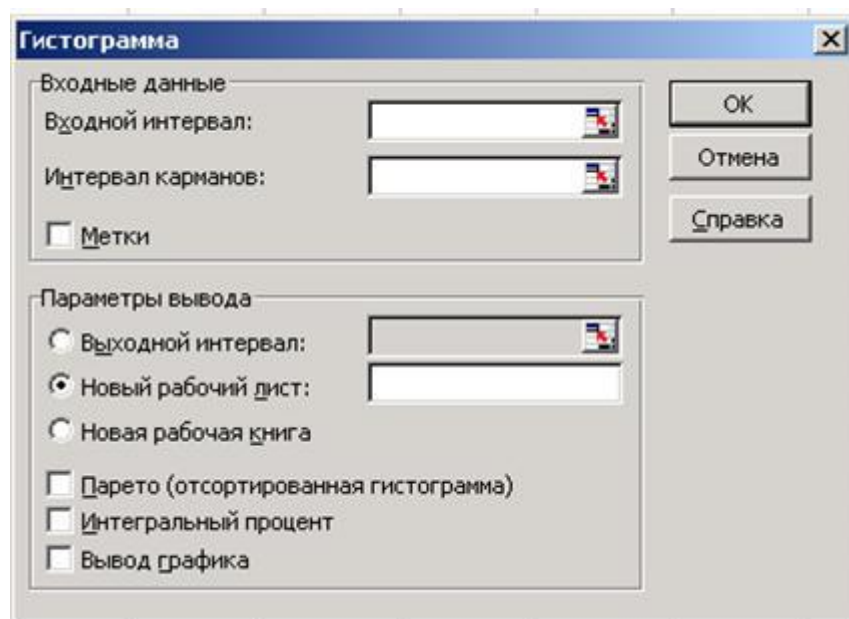 Гистограмма
Входные данные
Входной интервал:
Интервал карманов:
Метки
OK
Отмена
Справка
Параметры вывода
Выходной интервал:
Новый рабочий лист:
Новая рабочая книга
Парето (отсортированная гистограмма)
Интегральный процент
Вывод графика